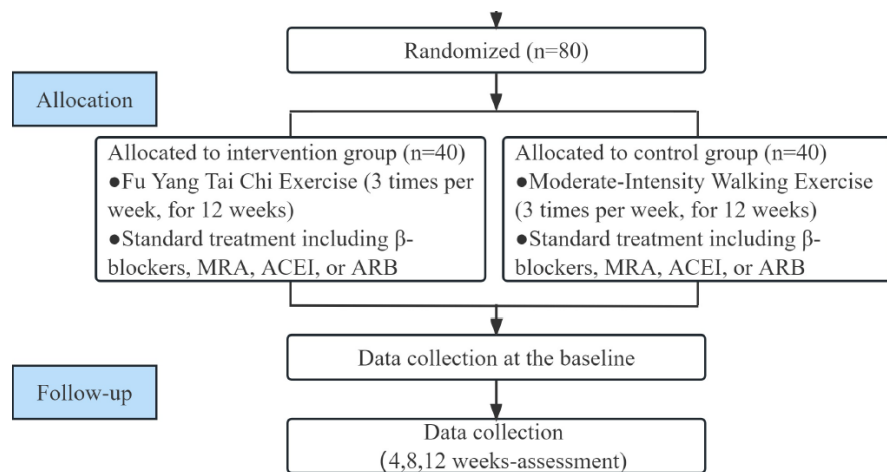 Randomized (n=80)
Allocation
Allocated to intervention group (n=40)
●Fu Yang Tai Chi Exercise (3 times per
week, for 12 weeks)
●Standard treatment including β-
blockers, MRA, ACEI, or ARB
Allocated to control group (n=40)
●Moderate-Intensity Walking Exercise
(3 times per week, for 12 weeks)
●Standard treatment including β-
blockers, MRA, ACEI, or ARB
Data collection at the baseline
Follow-up
Data collection
(4,8,12 weeks-assessment)